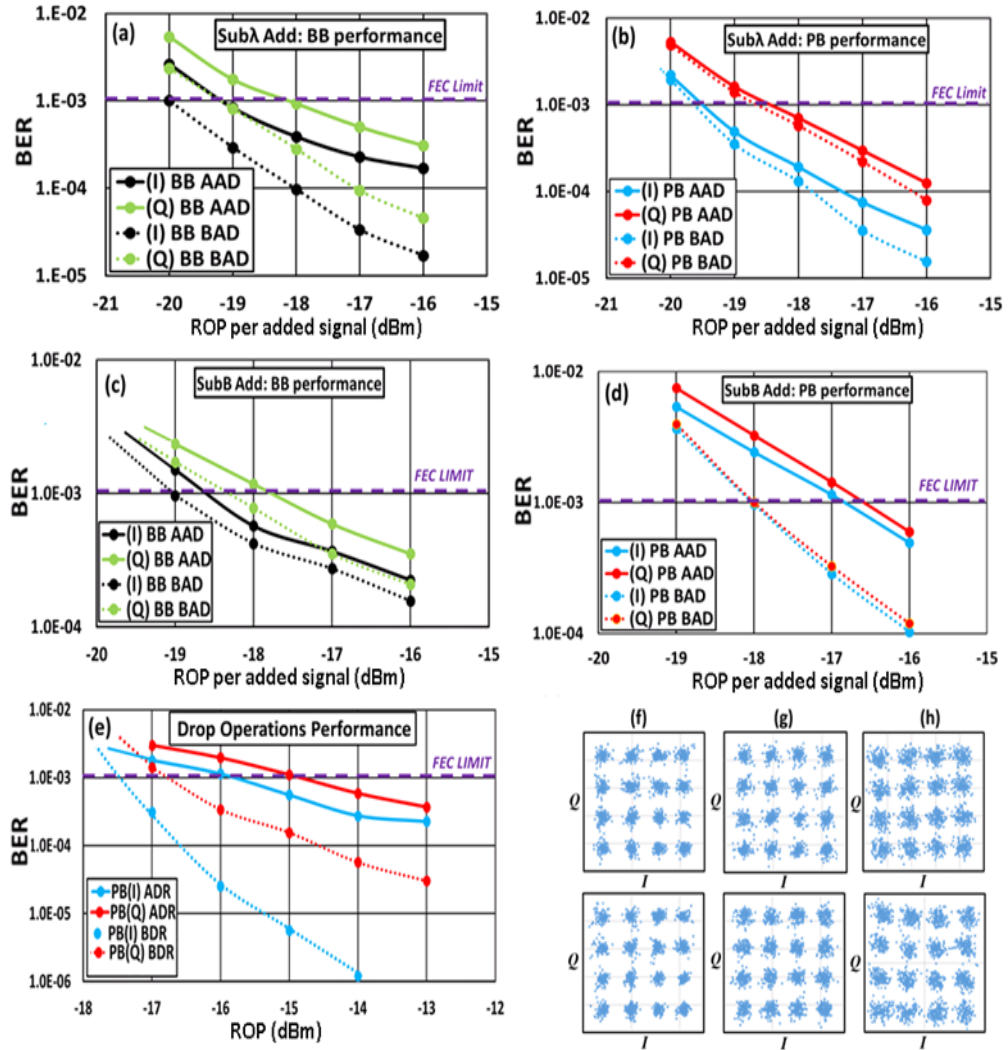 (a)
Subλ Add: BB performance
1.0E-02
1.0E-03
1.0E-04
1.0E-05
BER
FEC Limit
(I) BB AAD
(Q) BB AAD
(I) BB BAD
(Q) BB BAD
-21 -20 -19 -18 -17 -16 -15
ROP per added signal (dBm)
(b)
Subλ Add: PB performance
1.0E-02
1.0E-03
1.0E-04
1.0E-05
BER
FEC Limit
(I) PB AAD
(Q) PB AAD
(I) PB BAD
(Q) PB BAD
-21 -20 -19 -18 -17 -16 -15
ROP per added signal (dBm)
(c)
SubB Add: BB performance
1.0E-02
1.0E-03
1.0E-04
BER
FEC LIMIT
(I) BB AAD
(Q) BB AAD
(I) BB BAD
(Q) BB BAD
-20 -19 -18 -17 -16 -15
ROP per added signal (dBm)
(d)
SubB Add: PB performance
1.0E-02
1.0E-03
1.0E-04
BER
FEC LIMIT
(I) PB AAD
(Q) PB AAD
(I) PB BAD
(Q) PB BAD
-20 -19 -18 -17 -16 -15
ROP per added signal (dBm)
(e)
Drop Operations Performance
1.0E-02
1.0E-03
1.0E-04
1.0E-05
1.0E-06
BER
FEC LIMIT
PB(I) ADR
PB(Q) ADR
PB(I) BDR
PB(Q) BDR
-18 -17 -16 -15 -14 -13 -12
ROP (dBm)
(f) (g) (h)
Q Q Q
I I I
Q Q Q
I I I